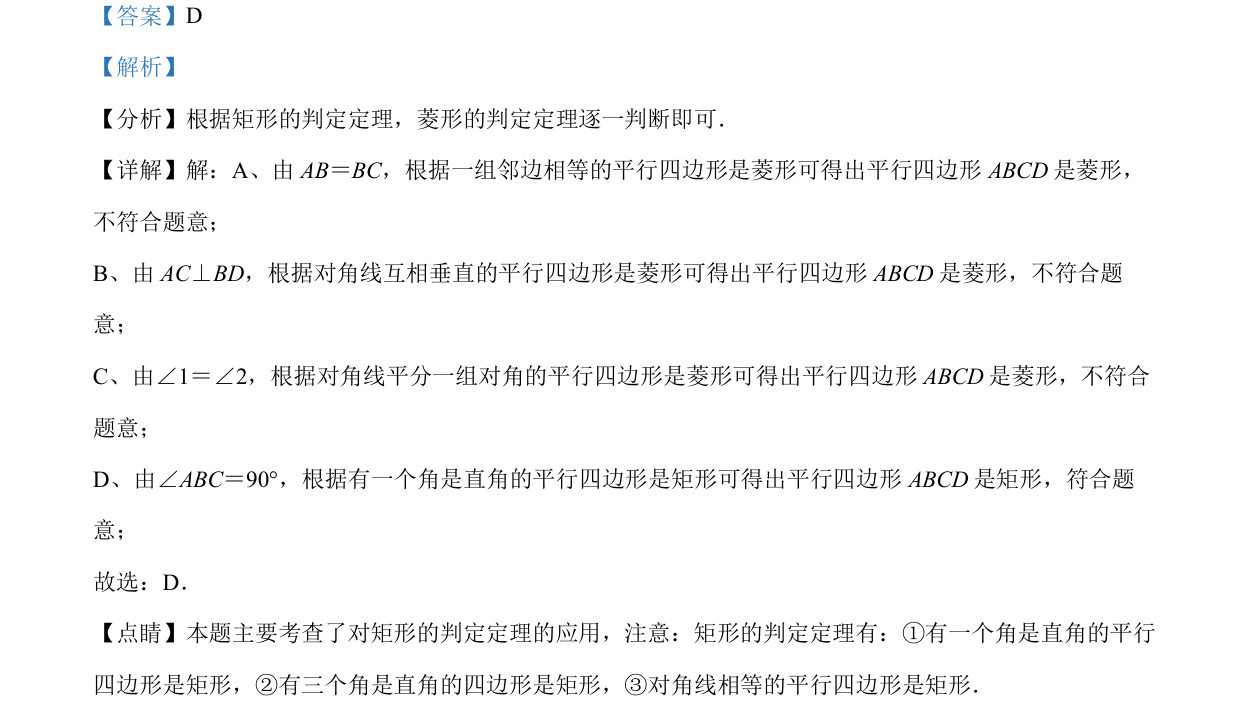 【答案】D
【解析】
【分析】根据矩形的判定定理，菱形的判定定理逐一判断即可．
【详解】解：A、由 AB＝BC，根据一组邻边相等的平行四边形是菱形可得出平行四边形 ABCD 是菱形，
不符合题意；
B、由 AC⊥BD，根据对角线互相垂直的平行四边形是菱形可得出平行四边形 ABCD 是菱形，不符合题
意；
C、由∠1＝∠2，根据对角线平分一组对角的平行四边形是菱形可得出平行四边形 ABCD 是菱形，不符合
题意；
D、由∠ABC＝90°，根据有一个角是直角的平行四边形是矩形可得出平行四边形 ABCD 是矩形，符合题
意；
故选：D．
【点睛】本题主要考查了对矩形的判定定理的应用，注意：矩形的判定定理有：①有一个角是直角的平行
四边形是矩形，②有三个角是直角的四边形是矩形，③对角线相等的平行四边形是矩形．